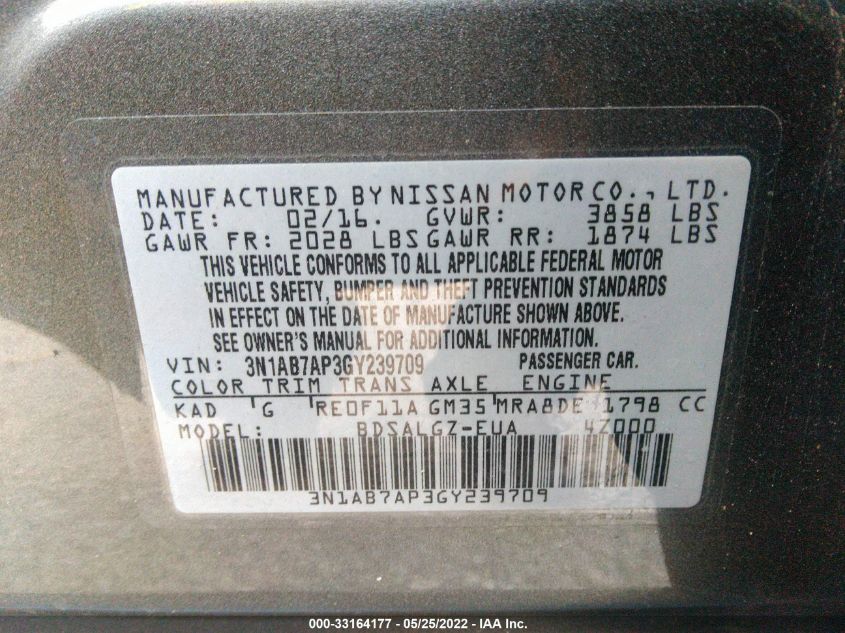 MANUFACTURED BY NISSAN MOTOR CO., LTD.
DATE: 02/16. GVWR: 3858 LBS
GAWR FR: 2028 LBS GAWR RR: 1874 LBS
THIS VEHICLE CONFORMS TO ALL APPLICABLE FEDERAL MOTOR
VEHICLE SAFETY, BUMPER AND THEFT PREVENTION STANDARDS
IN EFFECT ON THE DATE OF MANUFACTURE SHOWN ABOVE.
SEE OWNER'S MANUAL FOR ADDITIONAL INFORMATION.
VIN: 3N1AB7AP3GY239709 PASSENGER CAR.
COLOR TRIM TRANS AXLE ENGINE
KAD G RE0F11A GM35 MRA8DE 1798 CC
MODEL: BDSALGZ-EUA 4Z000
3N1AB7AP3GY239709
000-33164177 - 05/25/2022 - IAA Inc.